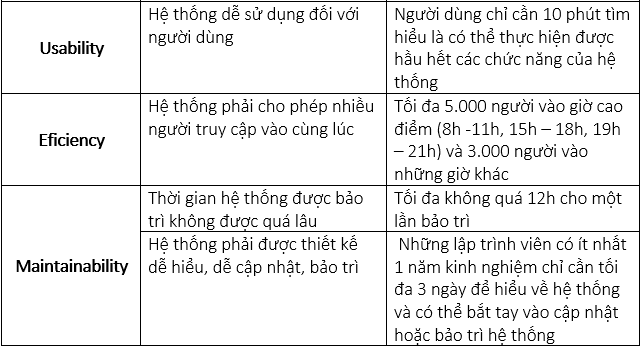 Usability
Hệ thống dễ sử dụng đối với
người dùng
Người dùng chỉ cần 10 phút tìm
hiểu là có thể thực hiện được
hầu hết các chức năng của hệ
thống
Eficiency
Hệ thống phải cho phép nhiều
người truy cập vào cùng lúc
Tối đa 5.000 người vào giờ cao
điểm (8h -11h, 15h – 18h, 19h
– 21h) và 3.000 người vào
những giờ khác
Maintainability
Thời gian hệ thống được bảo
trì không được quá lâu
Tối đa không quá 12h cho một
lần bảo trì
Hệ thống phải được thiết kế
dễ hiểu, dễ cập nhật, bảo trì
Những lập trình viên có ít nhất
1 năm kinh nghiệm chỉ cần tối
đa 3 ngày để hiểu về hệ thống
và có thể bắt tay vào cập nhật
hoặc bảo trì hệ thống